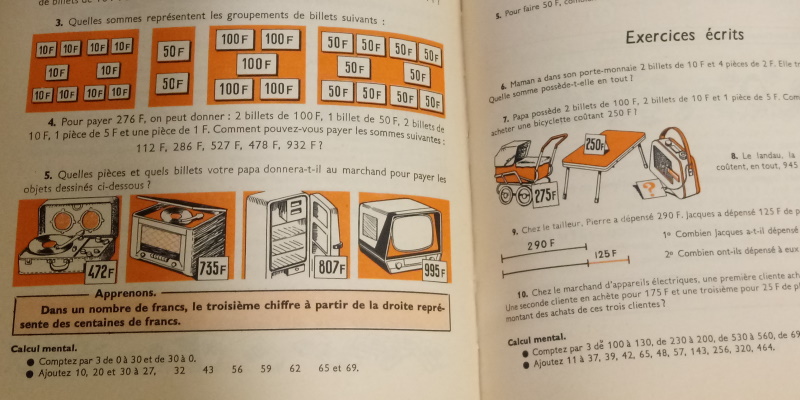 3. Quelles sommes représentent les groupements de billets suivants :
10F 10F 10F 10F
10F 10F
10F 10F 10F 10F
50F
50F
100F 100F
100F
100F 100F
50F 50F 50F 50F
50F 50F
50F 50F 50F 50F
4. Pour payer 276 F, on peut donner : 2 billets de 100 F, 1 billet de 50 F, 2 billets de
10 F, 1 pièce de 5 F et une pièce de 1 F. Comment pouvez-vous payer les sommes suivantes :
112 F, 286 F, 527 F, 478 F, 932 F ?
5. Quelles pièces et quels billets votre papa donnera-t-il au marchand pour payer les
objets dessinés ci-dessous ?
472F
735F
807F
995F
Apprenons.
Dans un nombre de francs, le troisième chiffre à partir de la droite repré-
sente des centaines de francs.
Calcul mental.
● Comptez par 3 de 0 à 30 et de 30 à 0.
● Ajoutez 10, 20 et 30 à 27, 32 43 56 59 62 65 et 69.
5. Pour faire 50 F,
Exercices écrits
6. Maman a dans son porte-monnaie 2 billets de 10 F et 4 pièces de 2 F. Elle
Quelle somme possède-t-elle en tout ?
7. Papa possède 2 billets de 100 F, 2 billets de 10 F et 1 pièce de 5 F.
acheter une bicyclette coûtant 250 F ?
275F
250F
?
8. Le landau, la
coûtent, en tout, 945
9. Chez le tailleur, Pierre a dépensé 290 F, Jacques a dépensé 125 F de
290 F
125 F
1° Combien Jacques a-t-il dépensé
2° Combien ont-ils dépensé à eux
10. Chez le marchand d'appareils électriques, une première cliente
Une seconde cliente en achète pour 175 F et une troisième pour 25 F de
montant des achats de ces trois clientes ?
Calcul mental.
● Comptez par 3 de 100 à 130, de 230 à 200, de 530 à 560, de
● Ajoutez 11 à 37, 39, 42, 65, 48, 57, 143, 256, 320, 464.